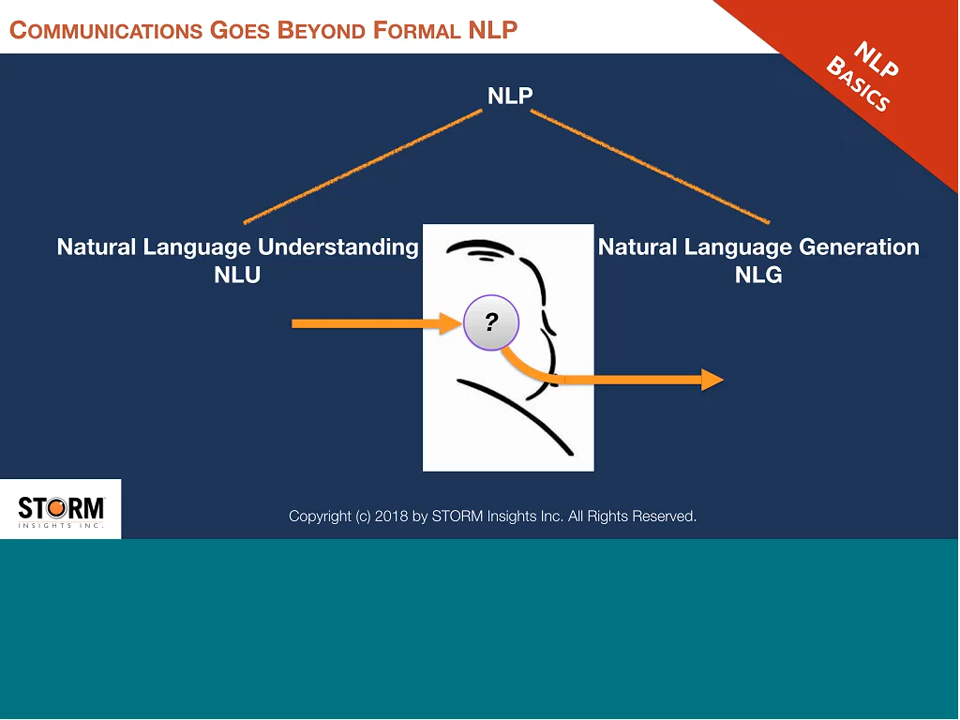 COMMUNICATIONS GOES BEYOND FORMAL NLP
NLP
BASICS
NLP
Natural Language Understanding
NLU
Natural Language Generation
NLG
?
STORM
INSIGHTS INC.
Copyright (c) 2018 by STORM Insights Inc. All Rights Reserved.